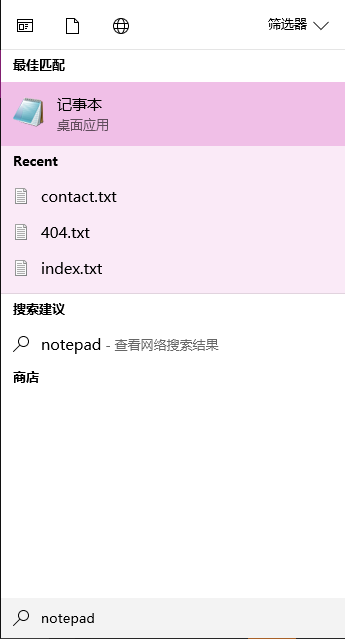 筛选器
最佳匹配
记事本
桌面应用
Recent
contact.txt
404.txt
index.txt
搜索建议
notepad - 查看网络搜索结果
商店
notepad